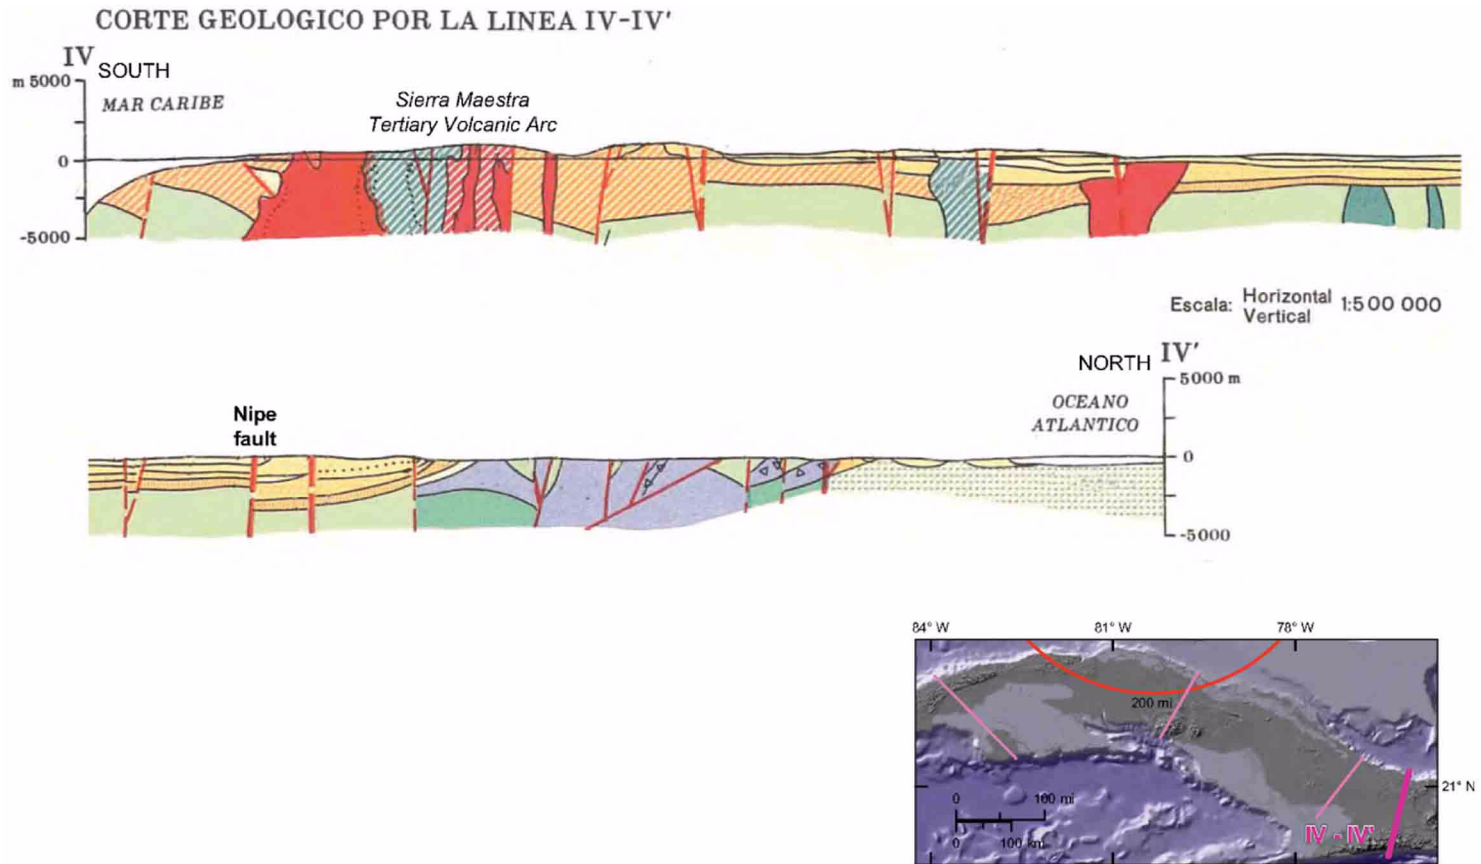 CORTE GEOLOGICO POR LA LINEA IV-IV'
IV
SOUTH
m 5000
MAR CARIBE
Sierra Maestra
Tertiary Volcanic Arc
0
-5000
Escala: Horizontal 1:500 000
Vertical
NORTH
IV'
5000 m
OCEANO
ATLANTICO
Nipe
fault
0
-5000
84° W
81° W
78° W
200 mi
21° N
0
100 mi
0
100 km
IV - IV'